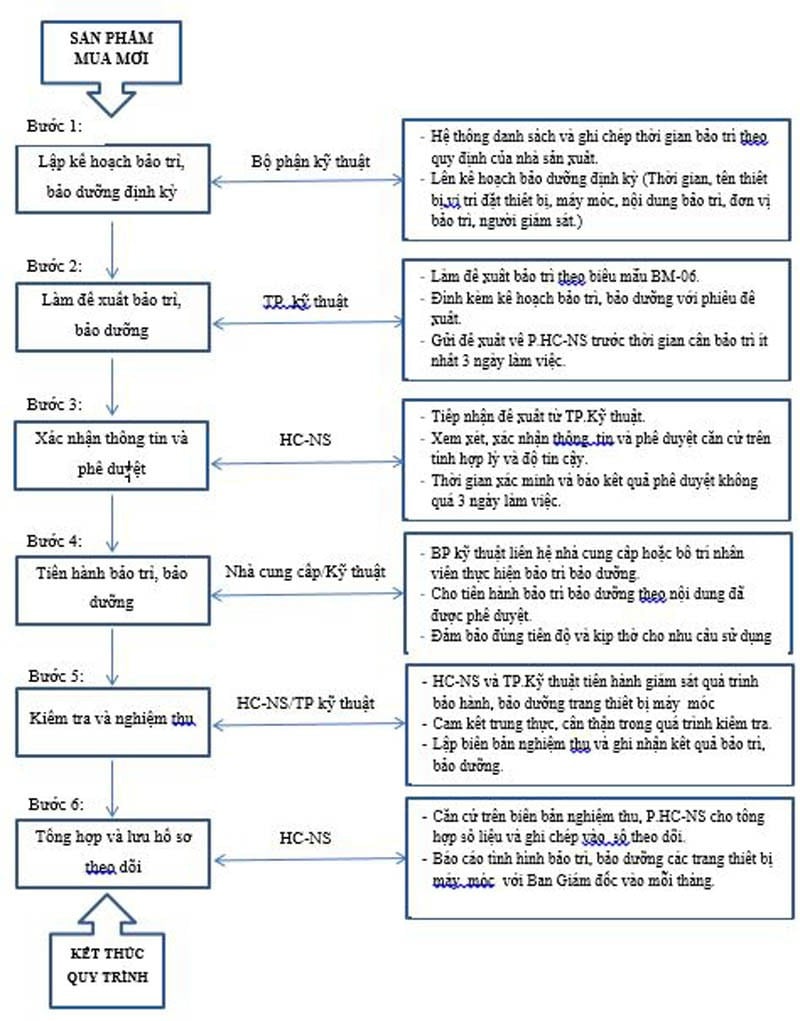 SẢN PHẨM
MUA MỚI
Bước 1:
Lập kế hoạch bảo trì,
bảo dưỡng định kỳ
Bộ phận kỹ thuật
- Hệ thông danh sách và ghi chép thời gian bảo trì theo
quy định của nhà sản xuất.
- Lên kế hoạch bảo dưỡng định kỳ (Thời gian, tên thiết
bị,vị trí đặt thiết bị, máy móc, nội dung bảo trì, đơn vị
bảo trì, người giám sát.)
Bước 2:
Làm đề xuất bảo trì,
bảo dưỡng
TP. kỹ thuật
- Làm đề xuất bảo trì theo biểu mẫu BM-06.
- Đính kèm kế hoạch bảo trì, bảo dưỡng với phiếu đề
xuất.
- Gửi đề xuất về P.HC-NS trước thời gian cần bảo trì ít
nhất 3 ngày làm việc.
Bước 3:
Xác nhận thông tin và
phê duyệt
HC-NS
- Tiếp nhận đề xuất từ TP.Kỹ thuật.
- Xem xét, xác nhận thông tin và phê duyệt căn cứ trên
tính hợp lý và độ tin cậy.
- Thời gian xác minh và báo kết quả phê duyệt không
quá 3 ngày làm việc.
Bước 4:
Tiến hành bảo trì, bảo
dưỡng
Nhà cung cấp/Kỹ thuật
- BP kỹ thuật liên hệ nhà cung cấp hoặc bố trí nhân
viên thực hiện bảo trì bảo dưỡng.
- Cho tiến hành bảo trì bảo dưỡng theo nội dung đã
được phê duyệt.
- Đảm bảo đúng tiến độ và kịp thờ cho nhu cầu sử dụng
Bước 5:
Kiểm tra và nghiệm thu
HC-NS/TP kỹ thuật
- HC-NS và TP.Kỹ thuật tiến hành giám sát quá trình
bảo hành, bảo dưỡng trang thiết bị máy móc
- Cam kết trung thực, cẩn thận trong quá trình kiểm tra.
- Lập biên bản nghiệm thu và ghi nhận kết quả bảo trì,
bảo dưỡng.
Bước 6:
Tổng hợp và lưu hồ sơ
theo dõi
HC-NS
- Căn cứ trên biên bản nghiệm thu, P.HC-NS cho tổng
hợp số liệu và ghi chép vào sổ theo dõi.
- Báo cáo tình hình bảo trì, bảo dưỡng các trang thiết bị
máy móc với Ban Giám đốc vào mỗi tháng.
KẾT THÚC
QUY TRÌNH